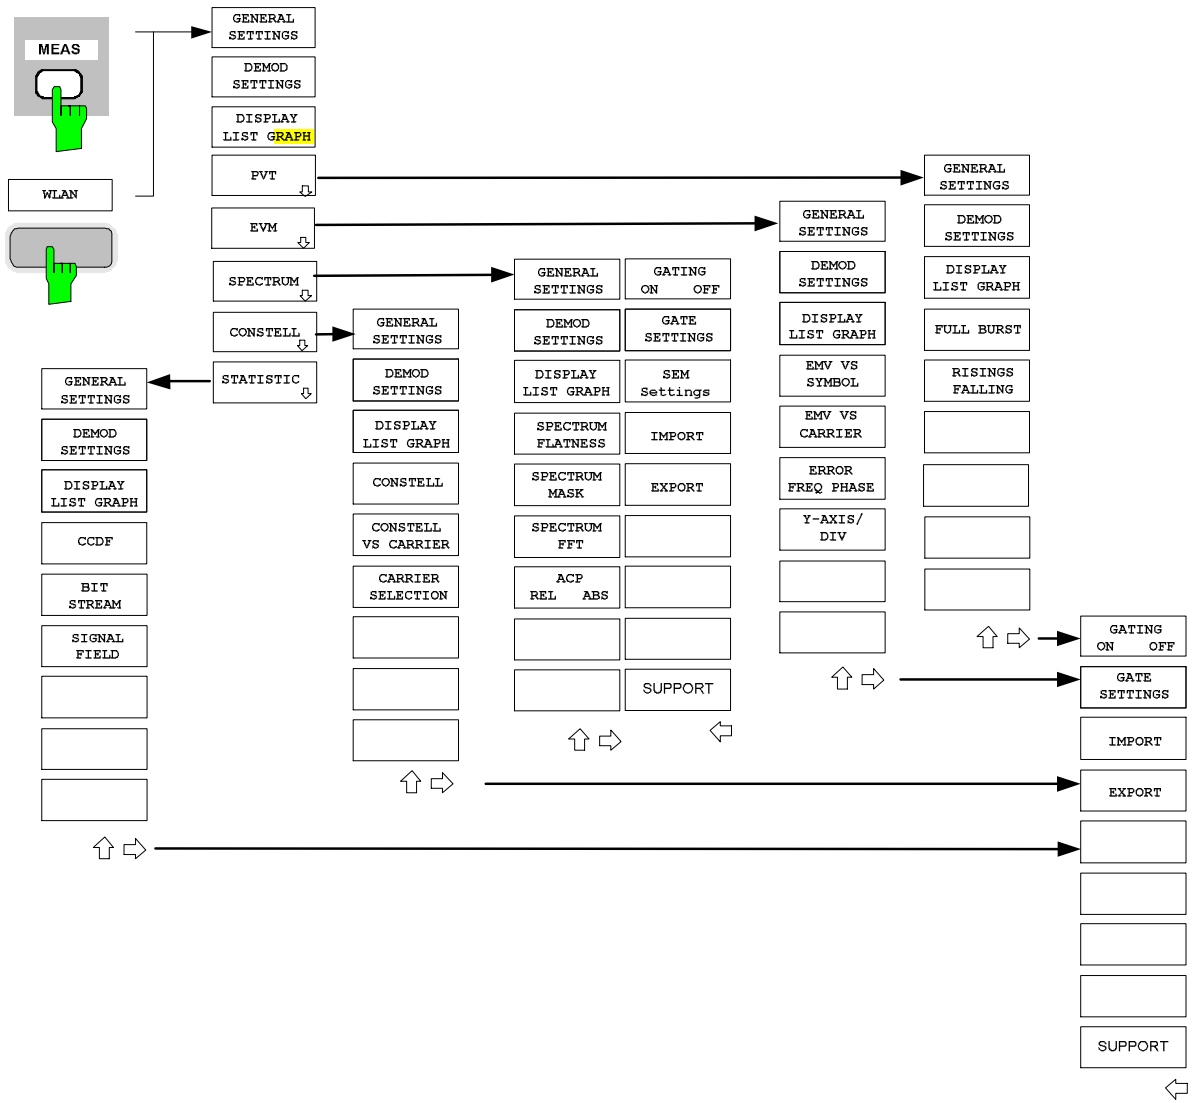 MEAS
WLAN
GENERAL
SETTINGS
DEMOD
SETTINGS
DISPLAY
LIST GRAPH
PVT
EVM
SPECTRUM
CONSTELL
STATISTIC
GENERAL
SETTINGS
DEMOD
SETTINGS
DISPLAY
LIST GRAPH
CCDF
BIT
STREAM
SIGNAL
FIELD
GENERAL
SETTINGS
DEMOD
SETTINGS
DISPLAY
LIST GRAPH
CONSTELL
CONSTELL
VS CARRIER
CARRIER
SELECTION
GENERAL
SETTINGS
DEMOD
SETTINGS
DISPLAY
LIST GRAPH
SPECTRUM
FLATNESS
SPECTRUM
MASK
SPECTRUM
FFT
ACP
REL ABS
GATING
ON OFF
GATE
SETTINGS
SEM
Settings
IMPORT
EXPORT
SUPPORT
GENERAL
SETTINGS
DEMOD
SETTINGS
DISPLAY
LIST GRAPH
EMV VS
SYMBOL
EMV VS
CARRIER
ERROR
FREQ PHASE
Y-AXIS/
DIV
GENERAL
SETTINGS
DEMOD
SETTINGS
DISPLAY
LIST GRAPH
FULL BURST
RISINGS
FALLING
GATING
ON OFF
GATE
SETTINGS
IMPORT
EXPORT
SUPPORT